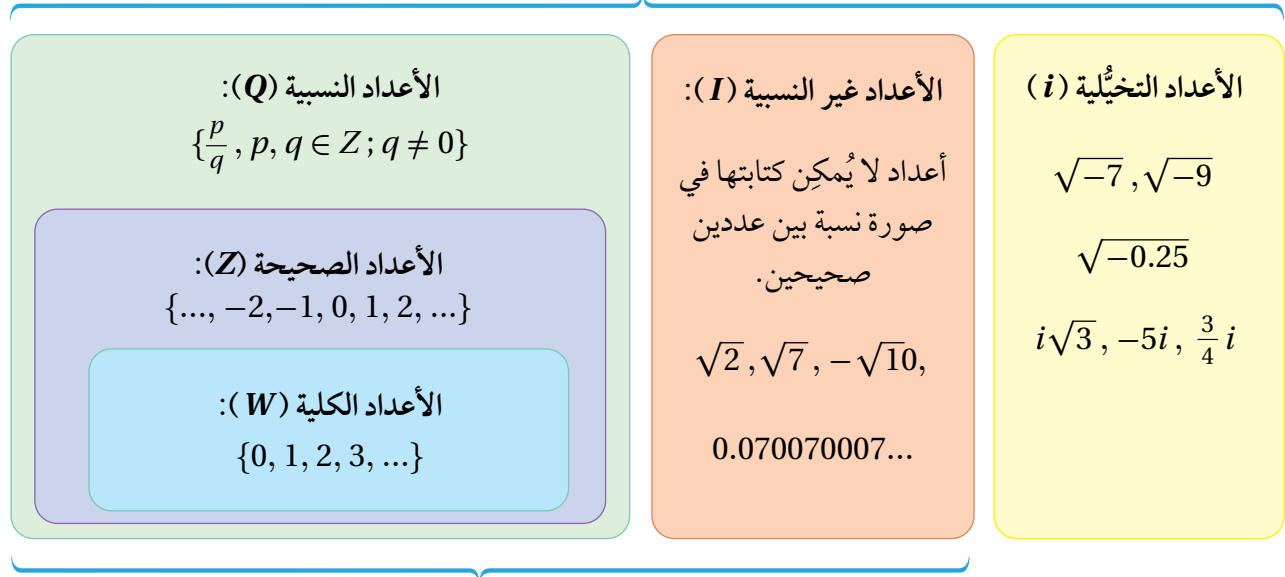 الأعداد التخيُّلية (i)
√−7 , √−9
√−0.25
i√3 , −5i , 3/4 i
الأعداد غير النسبية (I):
أعداد لا يُمكِن كتابتها في
صورة نسبة بين عددين
صحيحين.
√2 , √7 , −√10,
0.070070007...
الأعداد النسبية (Q):
{p/q , p, q ∈ Z ; q ≠ 0}
الأعداد الصحيحة (Z):
{..., −2,−1, 0, 1, 2, ...}
الأعداد الكلية (W):
{0, 1, 2, 3, ...}